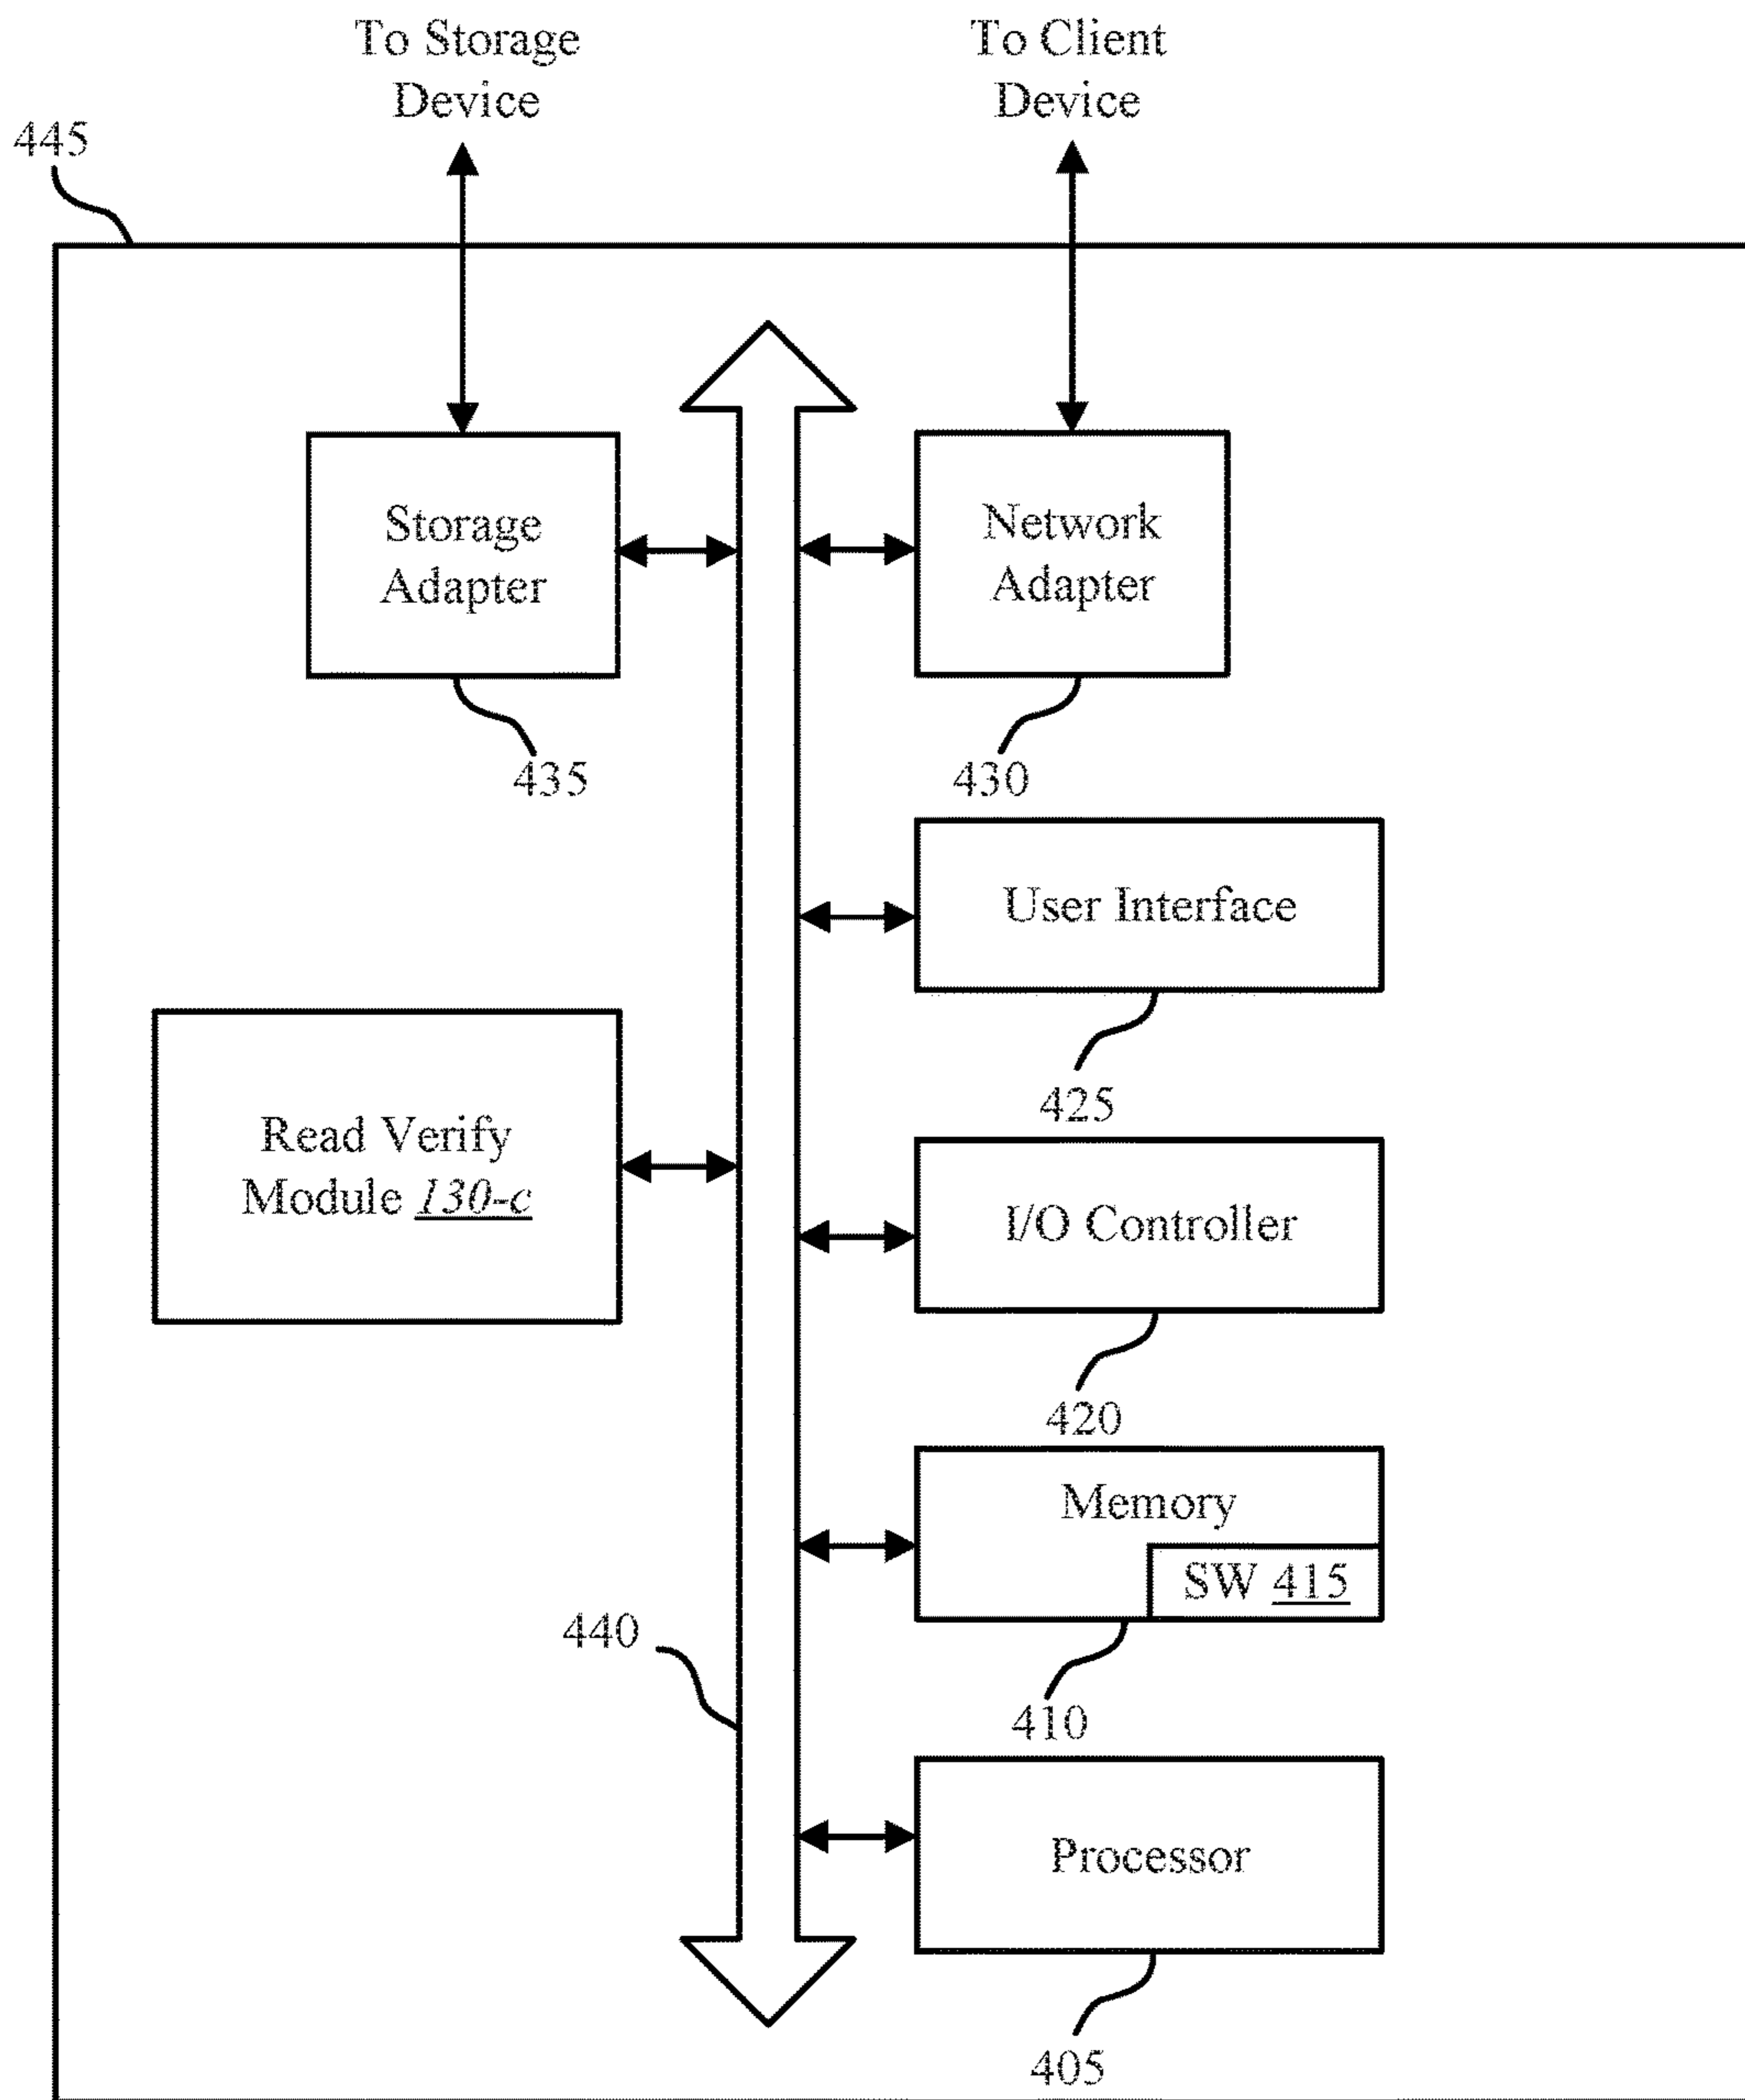 To Storage
Device
To Client
Device
445
Storage
Adapter
Network
Adapter
435
430
User Interface
425
Read Verify
Module 130-c
I/O Controller
420
Memory
SW 415
440
410
Processor
405